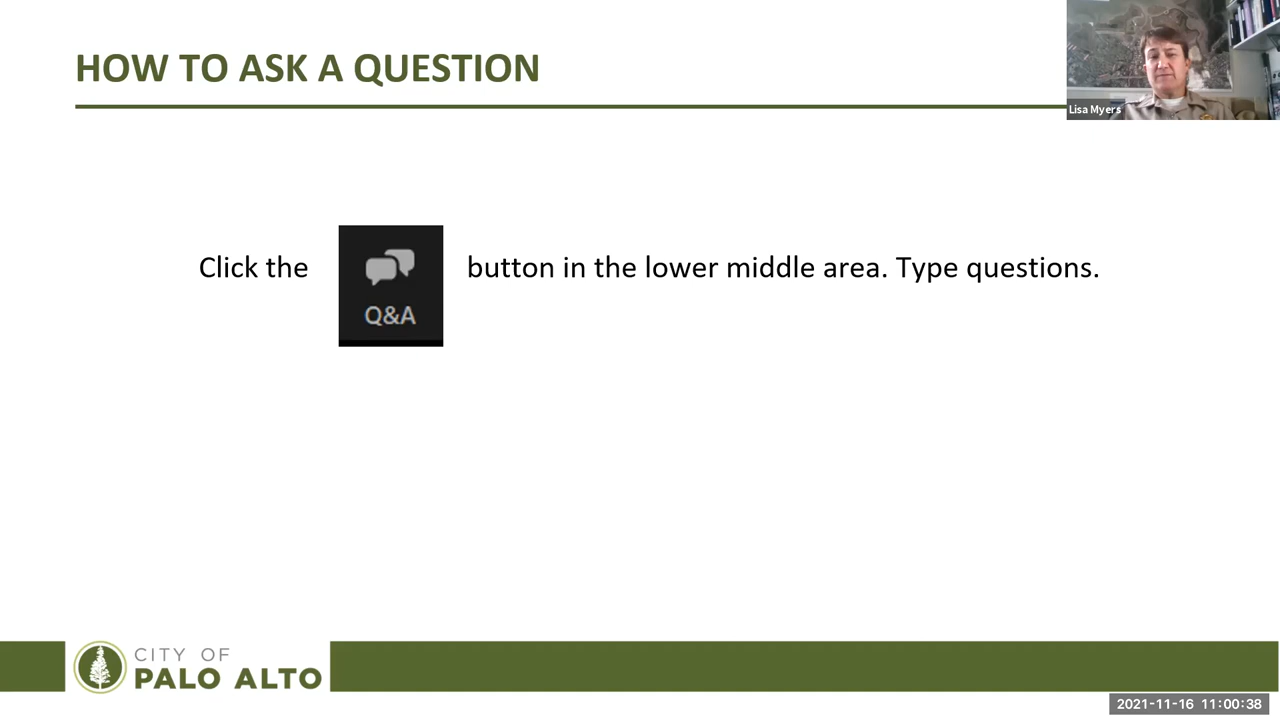 HOW TO ASK A QUESTION
Lisa Myers
Click the
Q&A
button in the lower middle area. Type questions.
CITY OF
PALO ALTO
2021-11-16 11:00:38